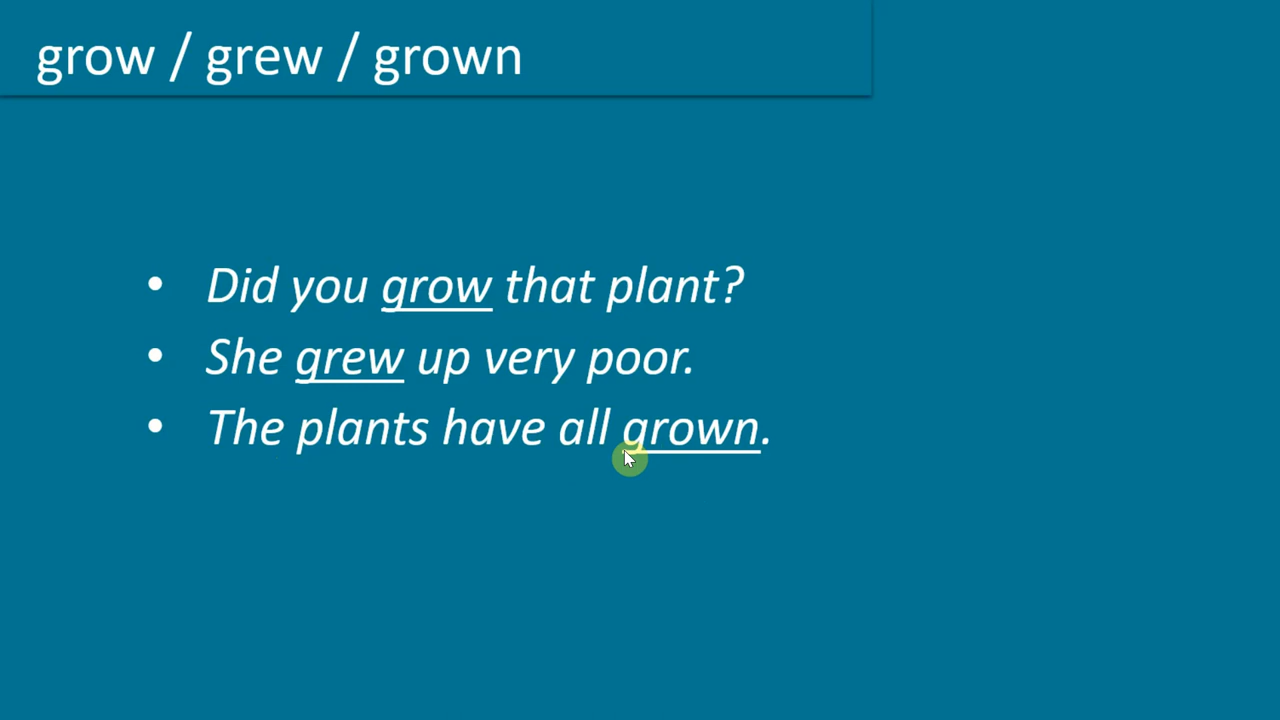 grow / grew / grown
• Did you grow that plant?
• She grew up very poor.
• The plants have all grown.